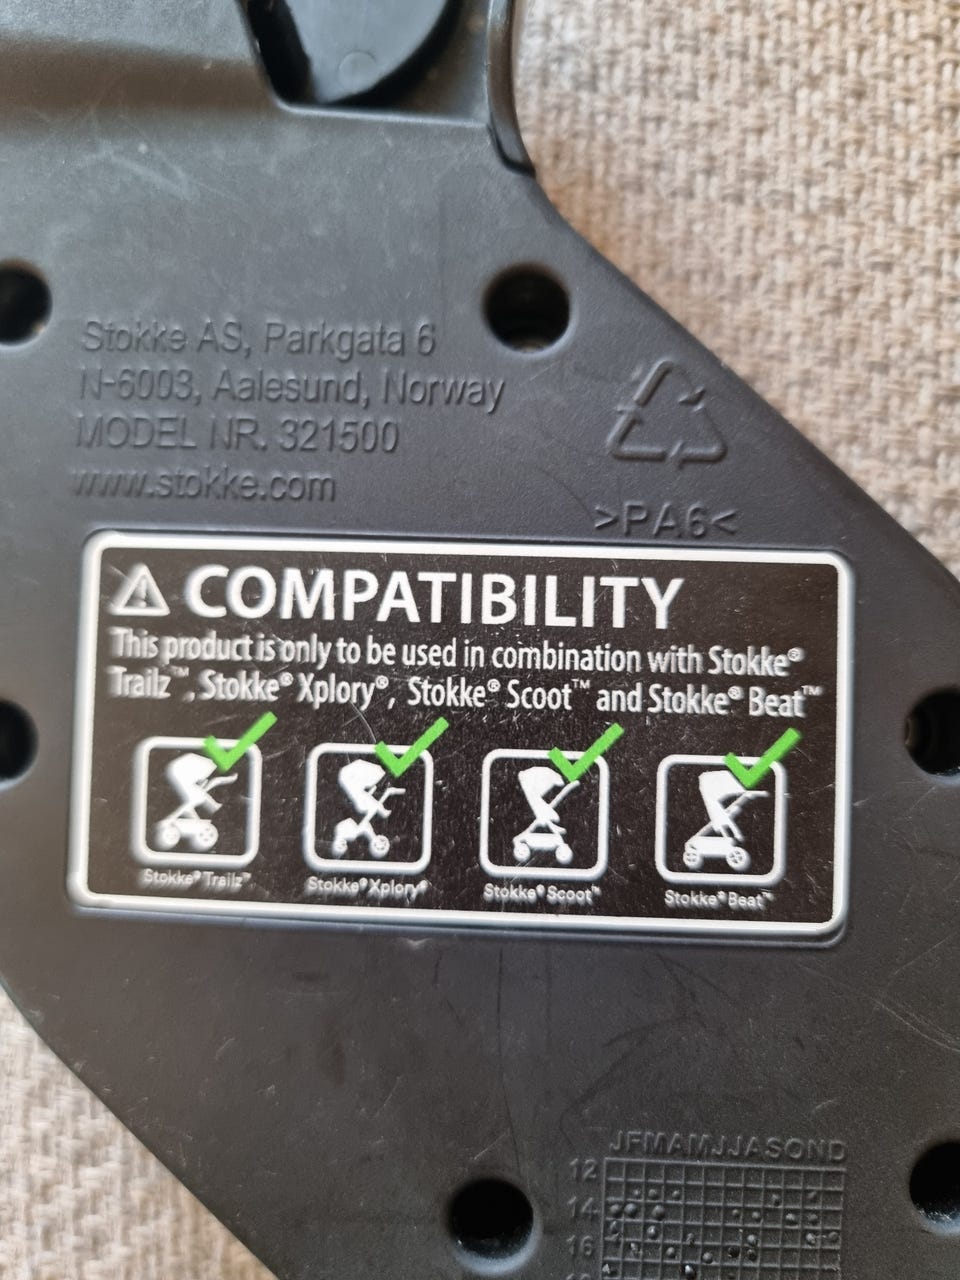 Stokke AS, Parkgata 6
N-6003, Aalesund, Norway
MODEL NR. 321500
www.stokke.com
>PA6<
⚠ COMPATIBILITY
This product is only to be used in combination with Stokke®
Trailz™, Stokke® Xplory®, Stokke® Scoot™ and Stokke® Beat™
Stokke® Trailz™
Stokke® Xplory®
Stokke® Scoot™
Stokke® Beat™
JFMAMJJASOND
12
14
16